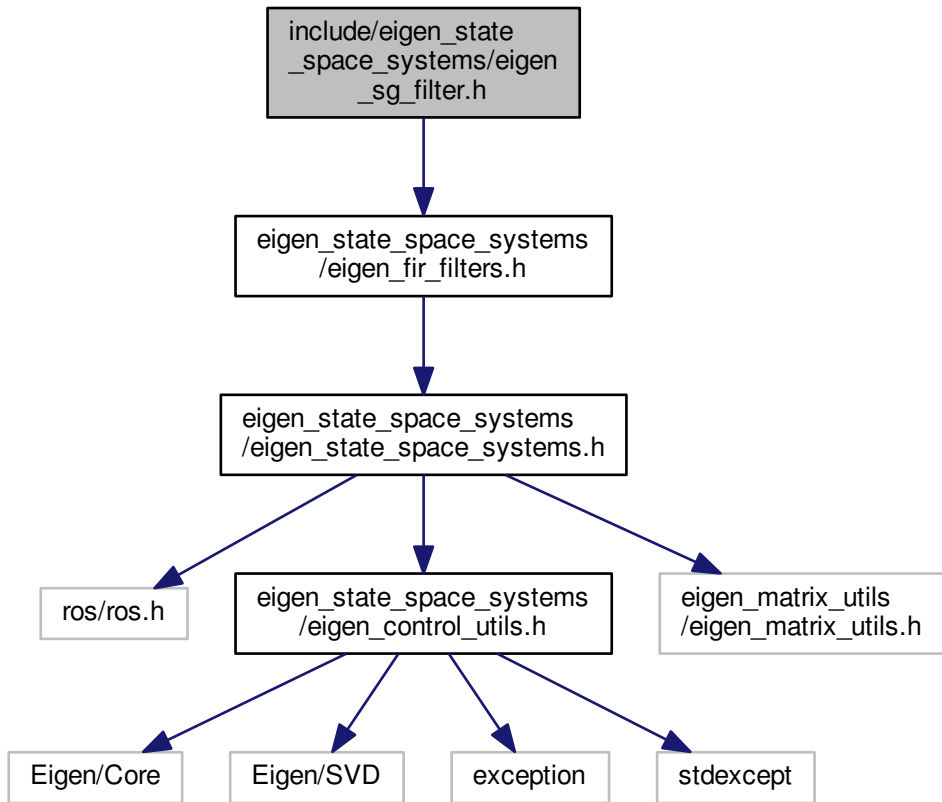 include/eigen_state
_space_systems/eigen
_sg_filter.h
eigen_state_space_systems
/eigen_fir_filters.h
eigen_state_space_systems
/eigen_state_space_systems.h
ros/ros.h
eigen_state_space_systems
/eigen_control_utils.h
eigen_matrix_utils
/eigen_matrix_utils.h
Eigen/Core
Eigen/SVD
exception
stdexcept